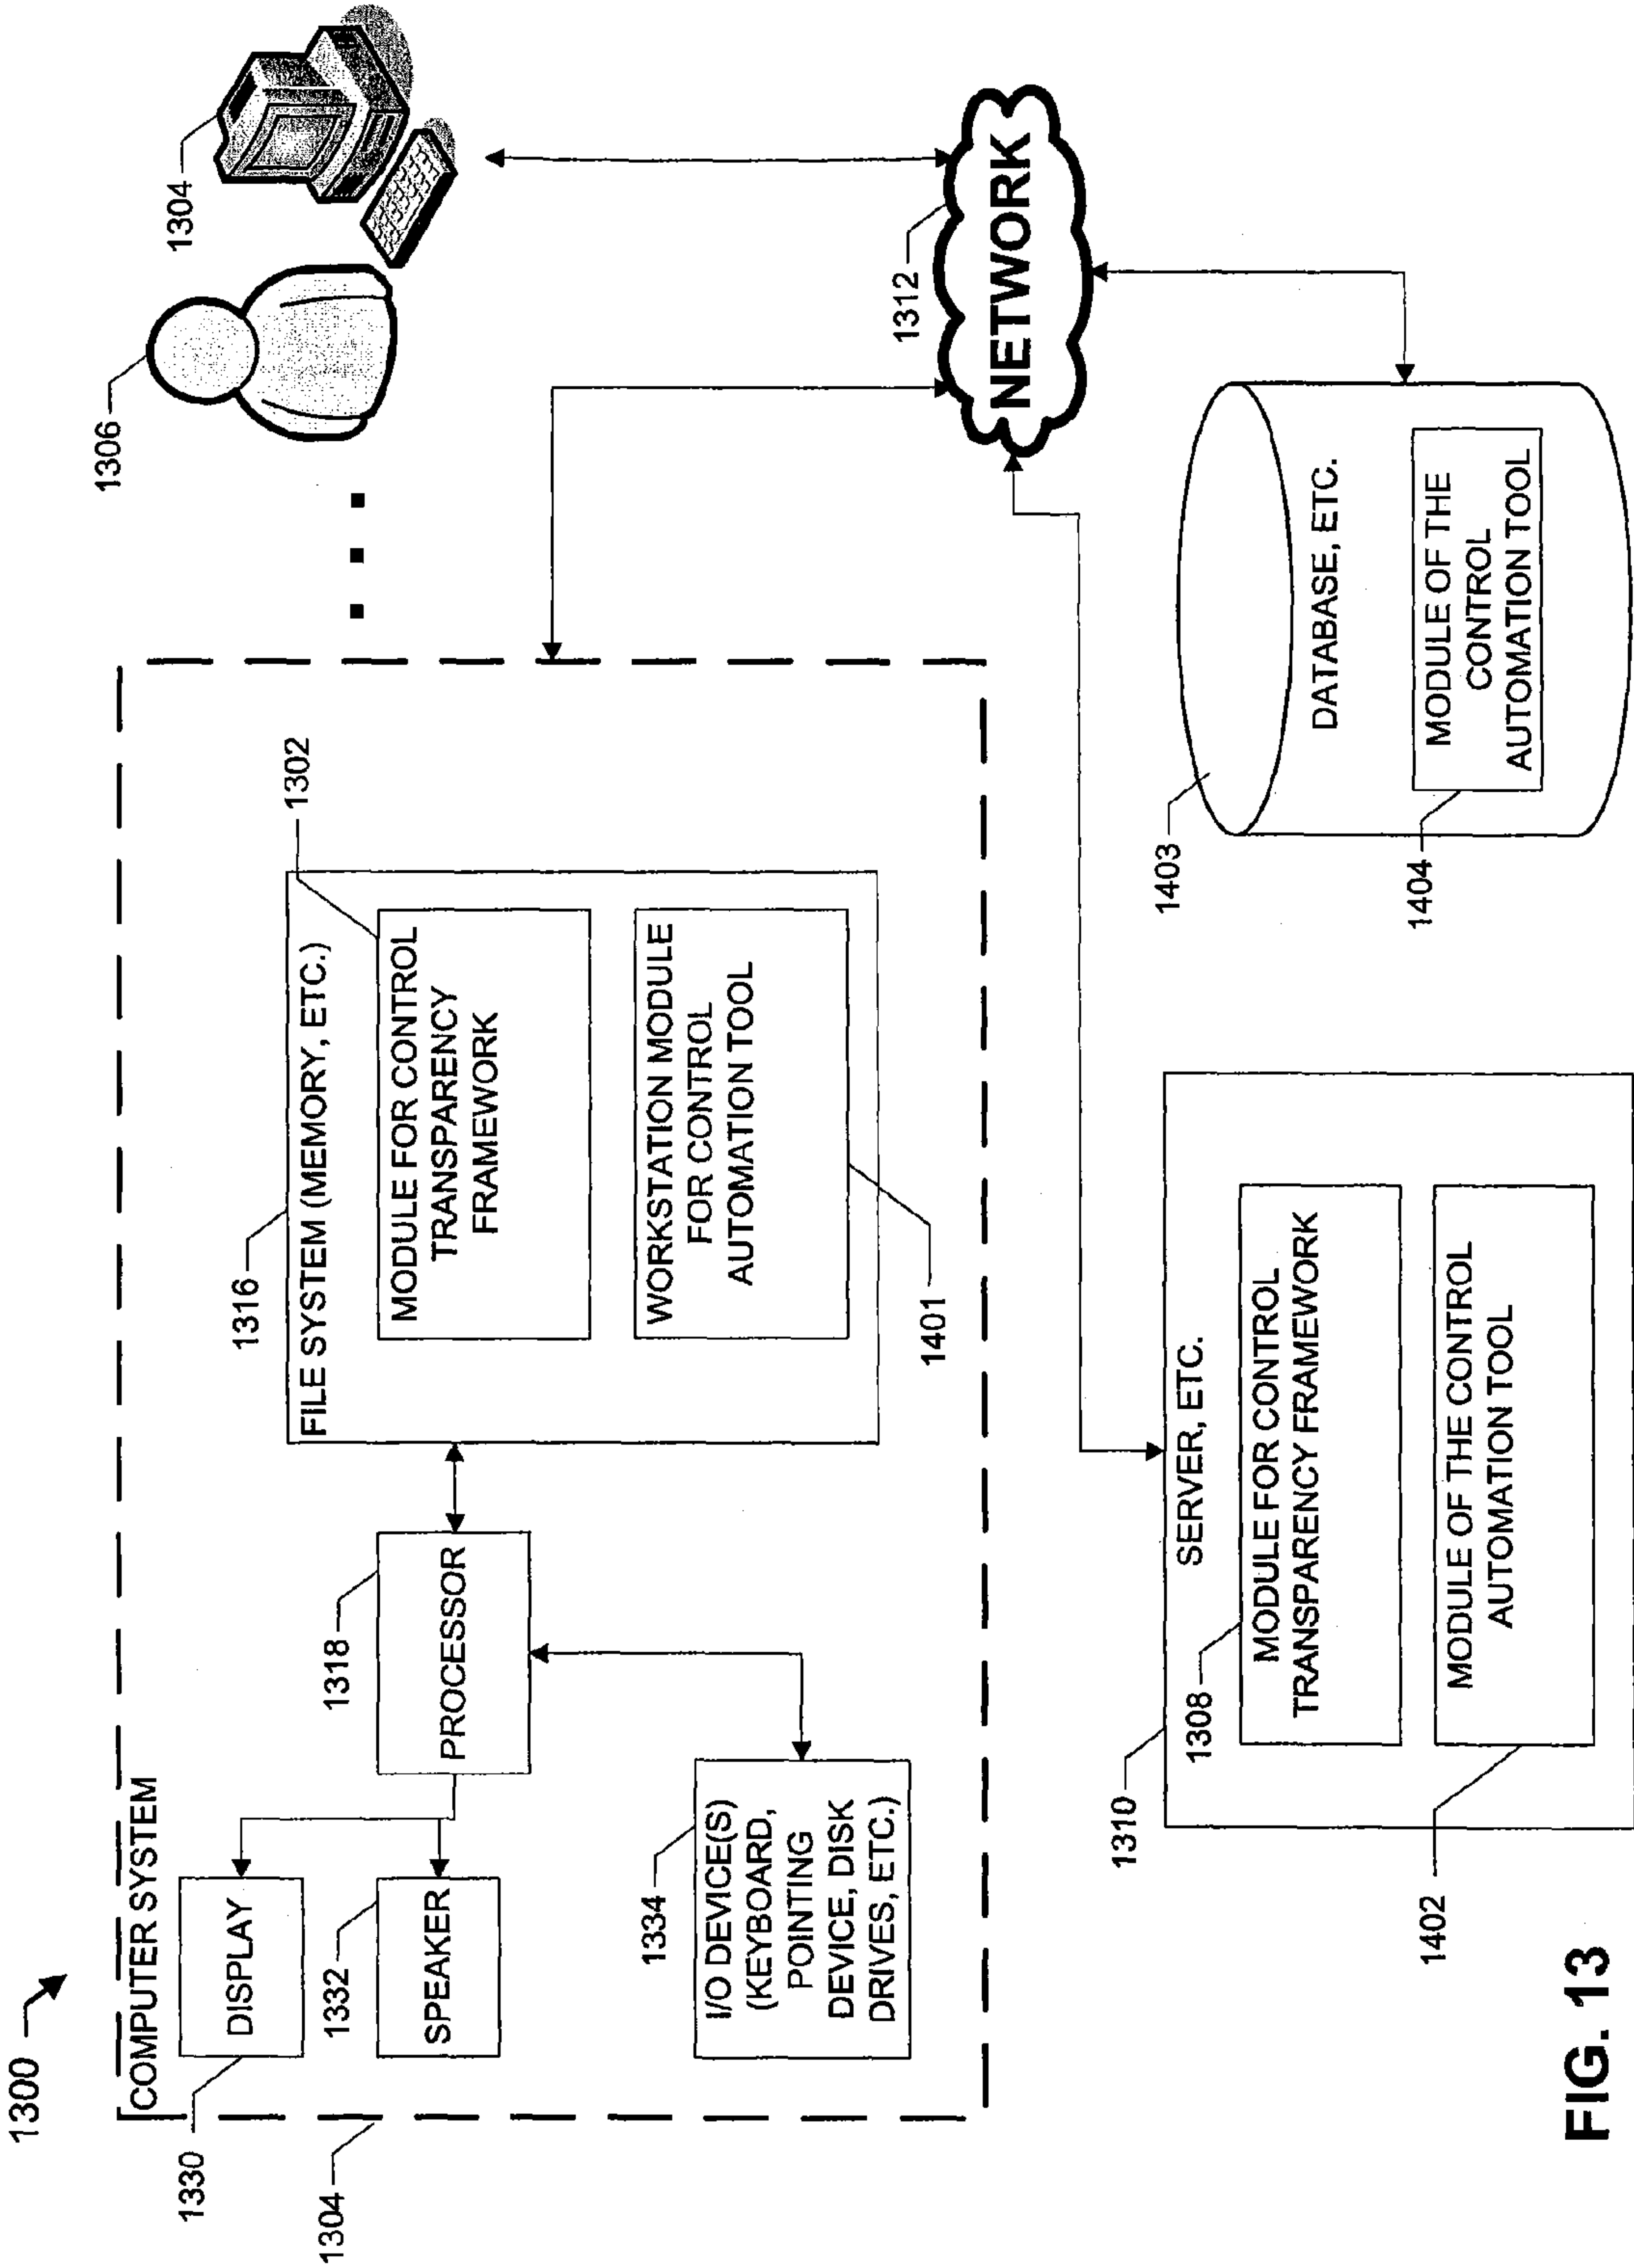 1300
COMPUTER SYSTEM
1330
DISPLAY
1332
SPEAKER
1304
1334
I/O DEVICE(S)
(KEYBOARD,
POINTING
DEVICE, DISK
DRIVES, ETC.)
1318
PROCESSOR
1316
FILE SYSTEM (MEMORY, ETC.)
1302
MODULE FOR CONTROL
TRANSPARENCY
FRAMEWORK
WORKSTATION MODULE
FOR CONTROL
AUTOMATION TOOL
1401
1306
1304
1312
NETWORK
1310
SERVER, ETC.
1308
MODULE FOR CONTROL
TRANSPARENCY FRAMEWORK
MODULE OF THE CONTROL
AUTOMATION TOOL
1402
1403
DATABASE, ETC.
1404
MODULE OF THE
CONTROL
AUTOMATION TOOL
FIG. 13